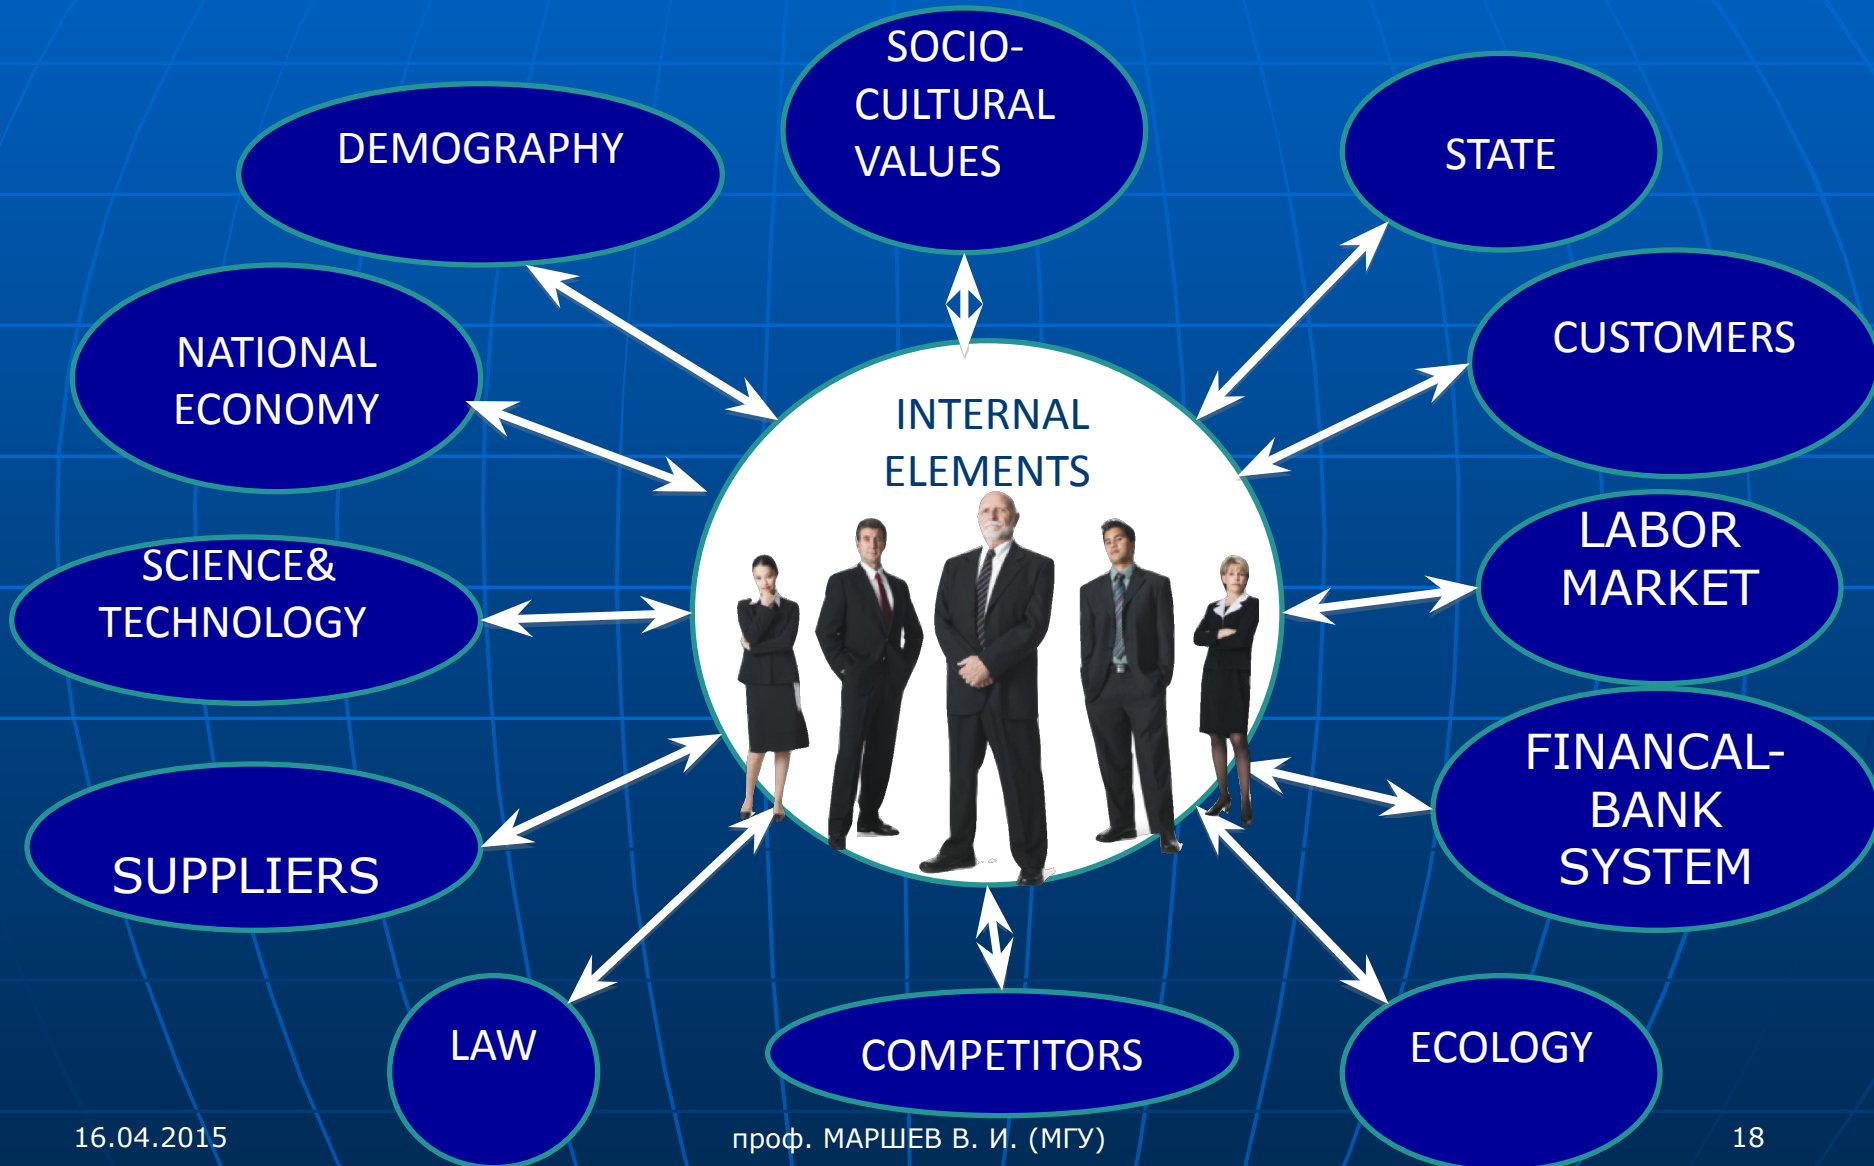 SOCIO-
CULTURAL
VALUES
DEMOGRAPHY
STATE
NATIONAL
ECONOMY
CUSTOMERS
INTERNAL
ELEMENTS
SCIENCE&
TECHNOLOGY
LABOR
MARKET
SUPPLIERS
FINANCAL-
BANK
SYSTEM
LAW
COMPETITORS
ECOLOGY
16.04.2015
проф. МАРШЕВ В. И. (МГУ)
18